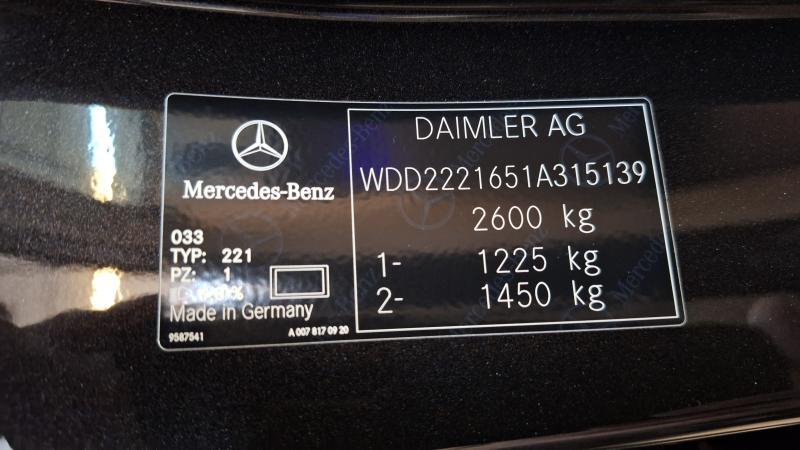 Mercedes-Benz
033
TYP: 221
PZ: 1
Made in Germany
9587541
A 007 817 09 20
DAIMLER AG
WDD2221651A315139
2600 kg
1- 1225 kg
2- 1450 kg